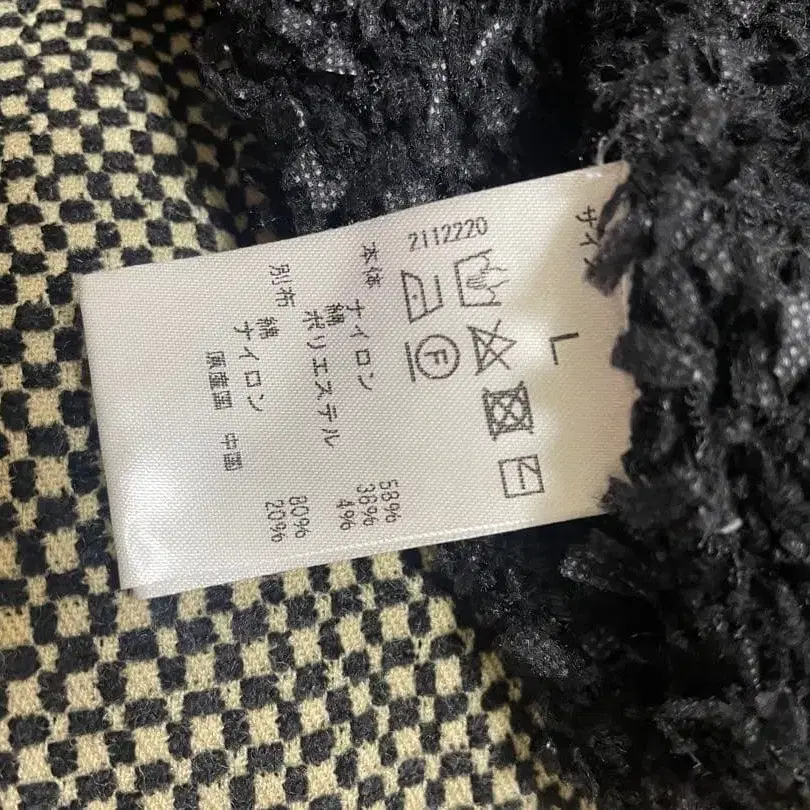 サイ
L
F
2112220
本体 ナイロン 58%
綿 38%
ポリエステル 4%
別布 綿 80%
ナイロン 20%
原産国 中国